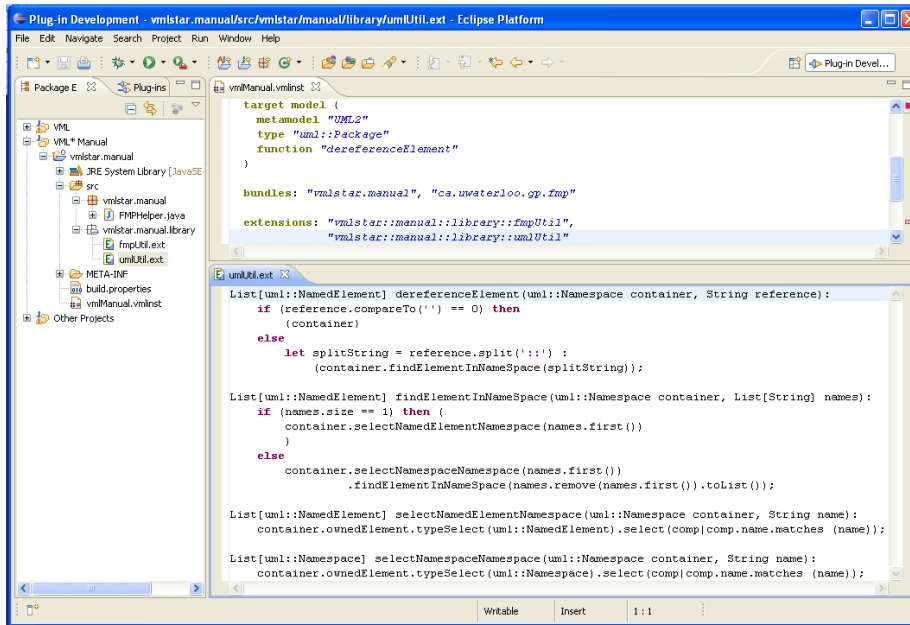 Plug-in Development - vmlstar.manual/src/vmlstar/manual/library/umlUtil.ext - Eclipse Platform
File Edit Navigate Search Project Run Window Help
Plug-in Devel...
Package E
Plug-ins
VML
VML* Manual
vmlstar.manual
JRE System Library [JavaSE-
src
vmlstar.manual
FMPHelper.java
vmlstar.manual.library
fmpUtil.ext
umlUtil.ext
META-INF
build.properties
vmlManual.vmlinst
Other Projects
vmlManual.vmlinst
target model {
metamodel "UML2"
type "uml::Package"
function "dereferenceElement"
}
bundles: "vmlstar.manual", "ca.uwaterloo.gp.fmp"
extensions: "vmlstar::manual::library::fmpUtil",
"vmlstar::manual::library::umlUtil"
umlUtil.ext
List[uml::NamedElement] dereferenceElement(uml::Namespace container, String reference):
if (reference.compareTo('') == 0) then
{container}
else
let splitString = reference.split('::') :
(container.findElementInNameSpace(splitString));
List[uml::NamedElement] findElementInNameSpace(uml::Namespace container, List[String] names):
if (names.size == 1) then (
container.selectNamedElementNamespace(names.first())
)
else
container.selectNamespaceNamespace(names.first())
.findElementInNameSpace(names.remove(names.first()).toList());
List[uml::NamedElement] selectNamedElementNamespace(uml::Namespace container, String name):
container.ownedElement.typeSelect(uml::NamedElement).select(comp|comp.name.matches (name));
List[uml::Namespace] selectNamespaceNamespace(uml::Namespace container, String name):
container.ownedElement.typeSelect(uml::Namespace).select(comp|comp.name.matches (name));
Writable Insert 1 : 1